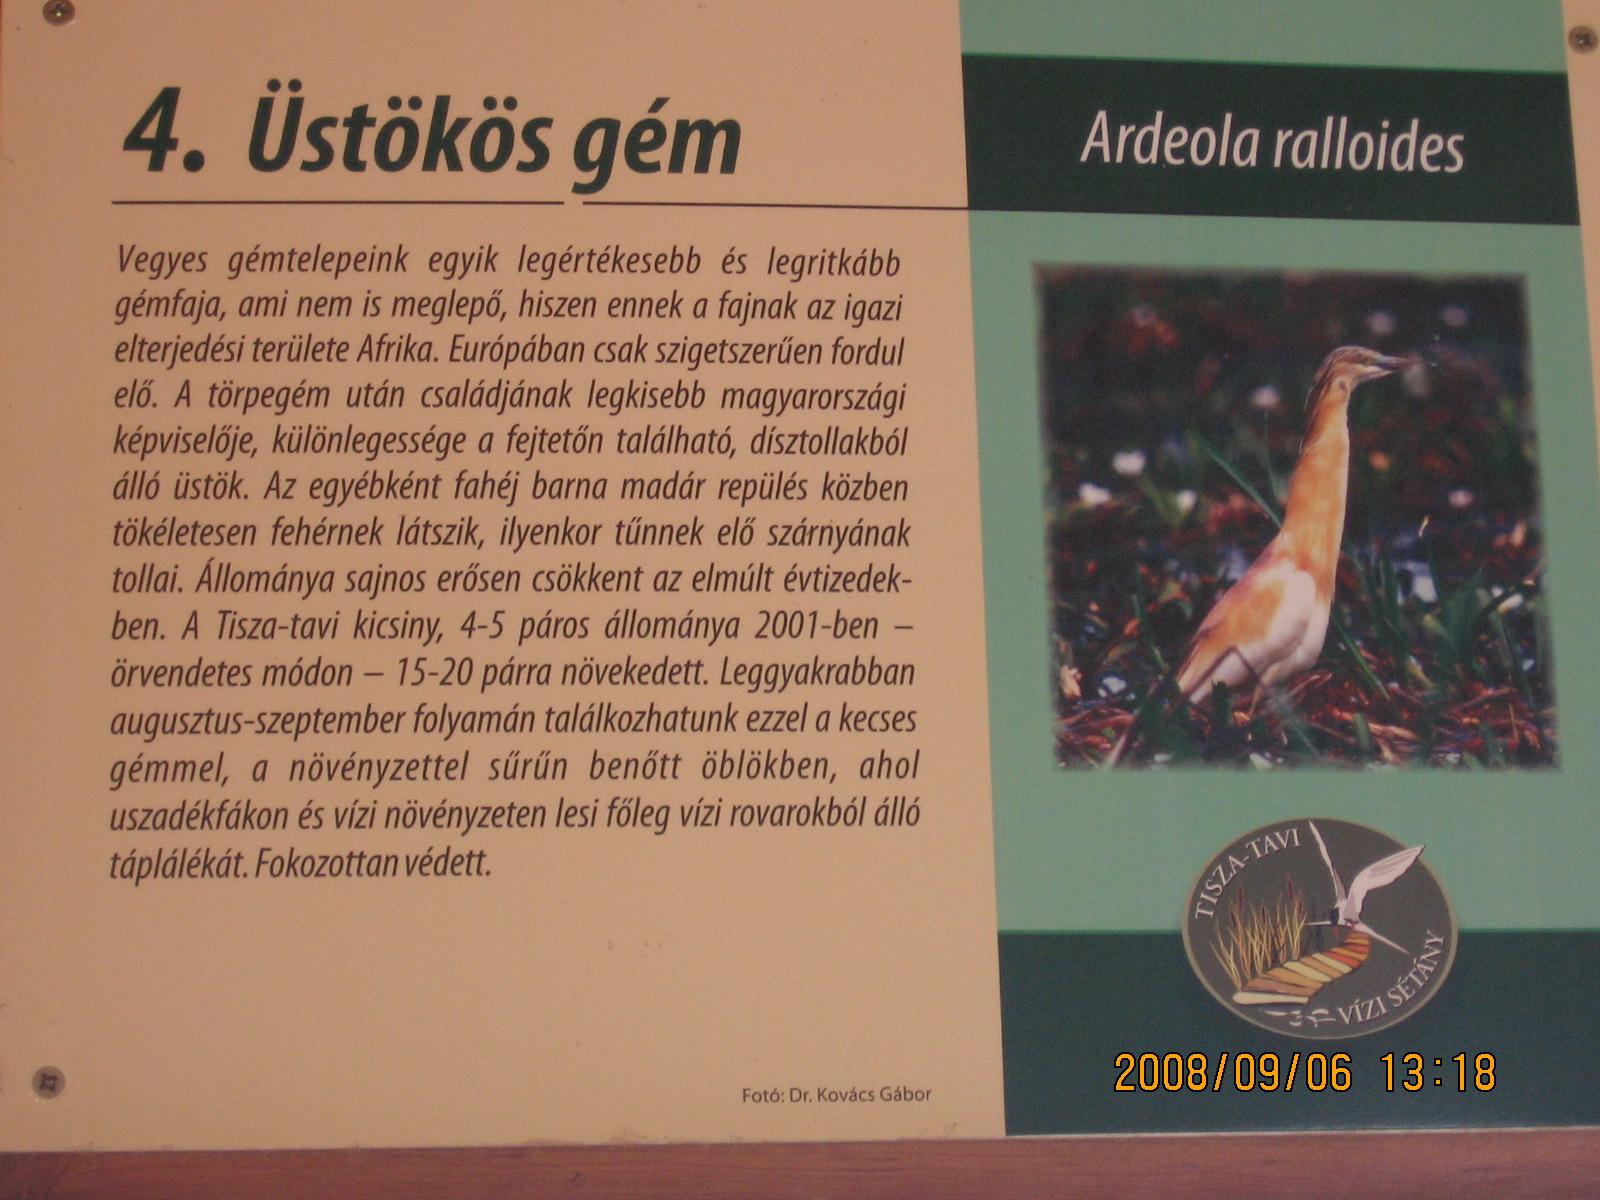 4. Üstökös gém
Ardeola ralloides
Vegyes gémtelepeink egyik legértékesebb és legritkább
gémfaja, ami nem is meglepő, hiszen ennek a fajnak az igazi
elterjedési területe Afrika. Európában csak szigetszerűen fordul
elő. A törpegém után családjának legkisebb magyarországi
képviselője, különlegessége a fejtetőn található, dísztollakból
álló üstök. Az egyébként fahéj barna madár repülés közben
tökéletesen fehérnek látszik, ilyenkor tűnnek elő szárnyának
tollai. Állománya sajnos erősen csökkent az elmúlt évtizedek-
ben. A Tisza-tavi kicsiny, 4-5 páros állománya 2001-ben –
örvendetes módon – 15-20 párra növekedett. Leggyakrabban
augusztus-szeptember folyamán találkozhatunk ezzel a kecses
gémmel, a növényzettel sűrűn benőtt öblökben, ahol
uszadékfákon és vízi növényzeten lesi főleg vízi rovarokból álló
táplálékát. Fokozottan védett.
Fotó: Dr. Kovács Gábor
TISZA-TAVI
VÍZI SÉTÁNY
2008/09/06 13:18